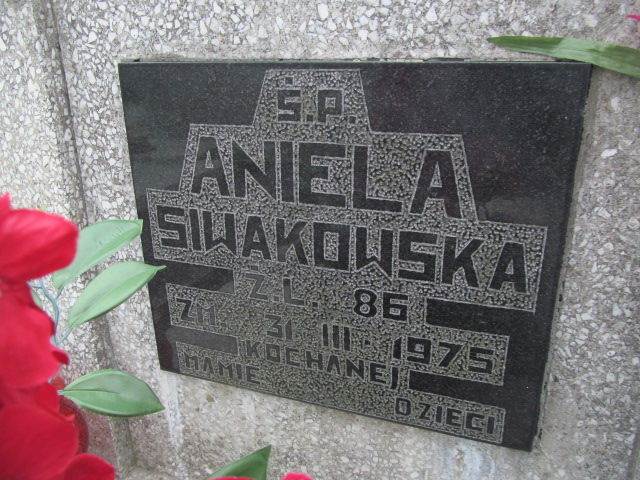 Ś.P.
ANIELA
SIWAKOWSKA
Ż.L. 86
ZM. 31 III 1975
KOCHANEJ
MAMIE DZIECI